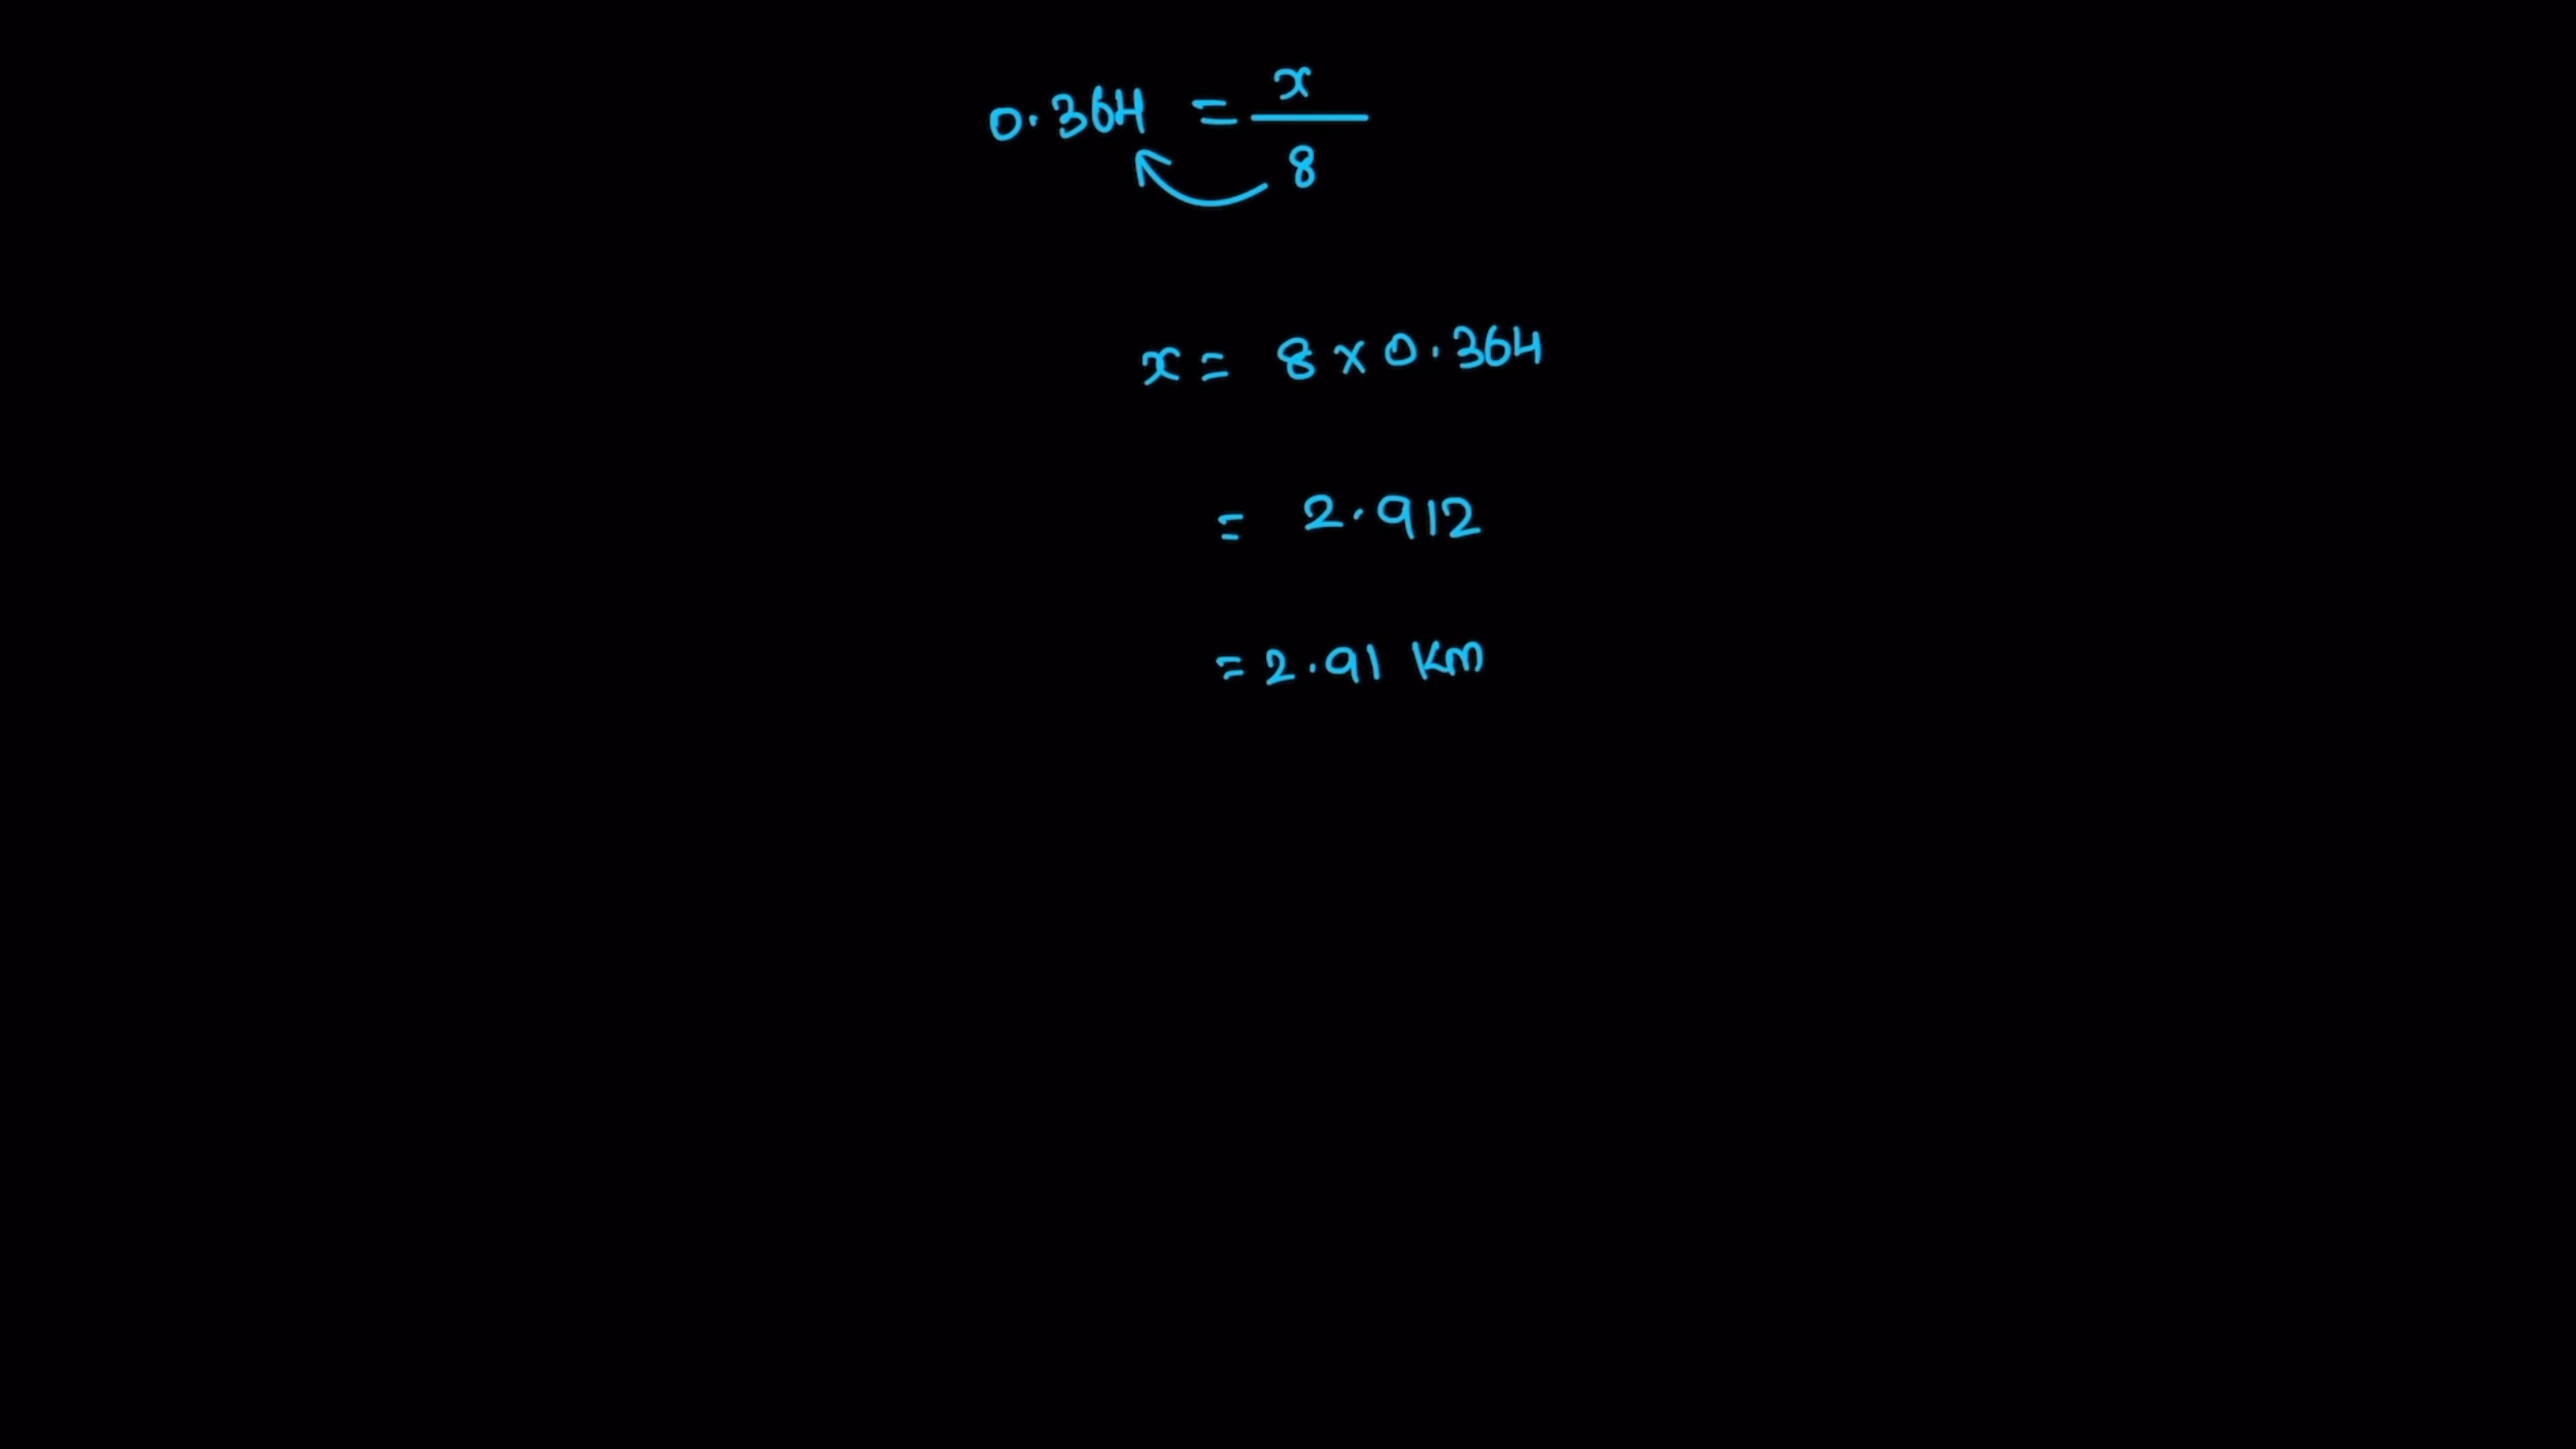 0.364 = x/8
x = 8 x 0.364
= 2.912
= 2.91 Km